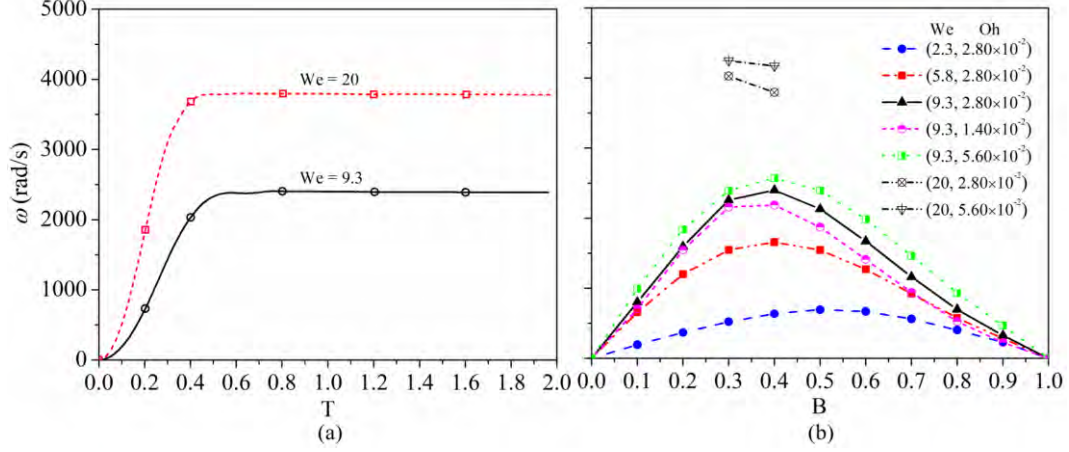 5000
4000
3000
2000
1000
0
ω (rad/s)
We = 20
We = 9.3
0.0 0.2 0.4 0.6 0.8 1.0 1.2 1.4 1.6 1.8 2.0
T
(a)
We Oh
(2.3, 2.80×10⁻²)
(5.8, 2.80×10⁻²)
(9.3, 2.80×10⁻²)
(9.3, 1.40×10⁻²)
(9.3, 5.60×10⁻²)
(20, 2.80×10⁻²)
(20, 5.60×10⁻²)
0.0 0.1 0.2 0.3 0.4 0.5 0.6 0.7 0.8 0.9 1.0
B
(b)